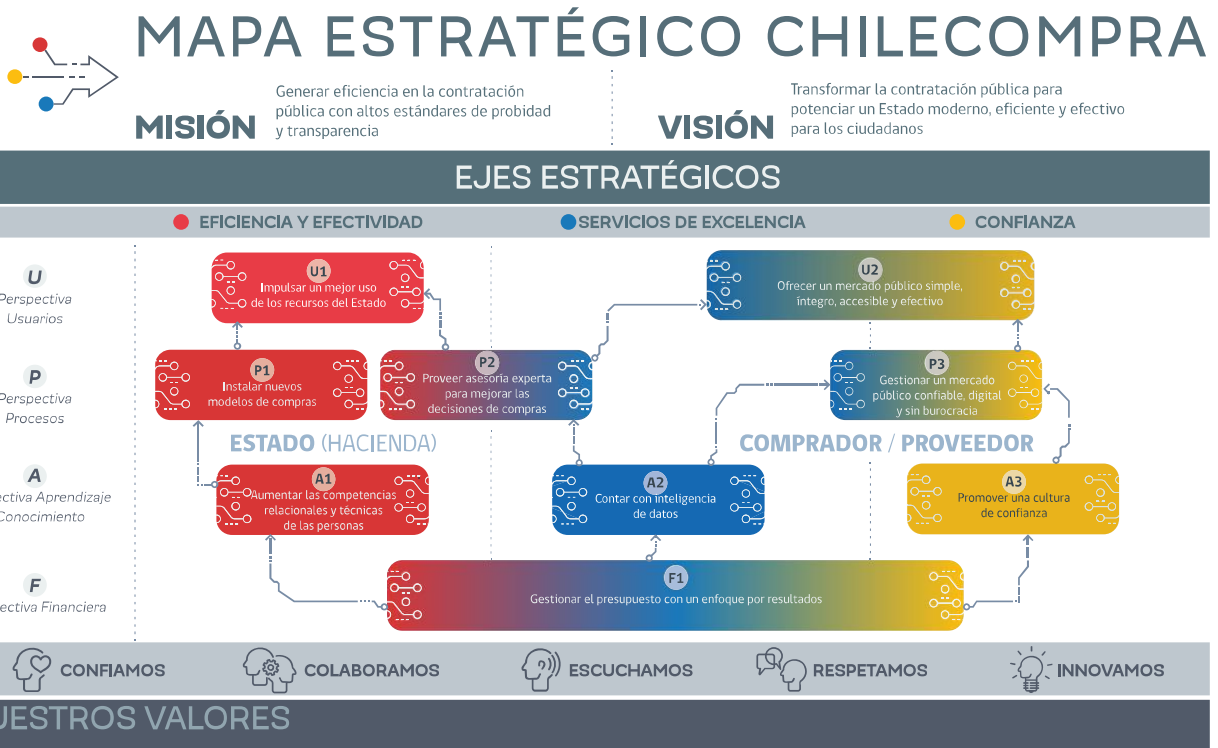 MAPA ESTRATÉGICO CHILECOMPRA
MISIÓN
Generar eficiencia en la contratación
pública con altos estándares de probidad
y transparencia
VISIÓN
Transformar la contratación pública para
potenciar un Estado moderno, eficiente y efectivo
para los ciudadanos
EJES ESTRATÉGICOS
EFICIENCIA Y EFECTIVIDAD
SERVICIOS DE EXCELENCIA
CONFIANZA
U
Perspectiva
Usuarios
U1
Impulsar un mejor uso
de los recursos del Estado
U2
Ofrecer un mercado público simple,
íntegro, accesible y efectivo
P
Perspectiva
Procesos
P1
Instalar nuevos
modelos de compras
P2
Proveer asesoría experta
para mejorar las
decisiones de compras
P3
Gestionar un mercado
público confiable, digital
y sin burocracia
ESTADO (HACIENDA)
COMPRADOR / PROVEEDOR
A
ectiva Aprendizaje
Conocimiento
A1
Aumentar las competencias
relacionales y técnicas
de las personas
A2
Contar con inteligencia
de datos
A3
Promover una cultura
de confianza
F
ectiva Financiera
F1
Gestionar el presupuesto con un enfoque por resultados
CONFIAMOS
COLABORAMOS
ESCUCHAMOS
RESPETAMOS
INNOVAMOS
UESTROS VALORES